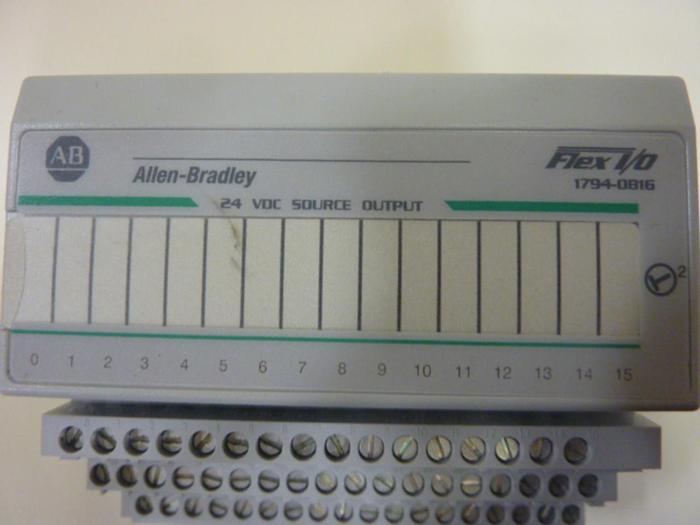 AB
Allen-Bradley
Flex I/O
1794-OB16
24 VDC SOURCE OUTPUT
2
0 1 2 3 4 5 6 7 8 9 10 11 12 13 14 15